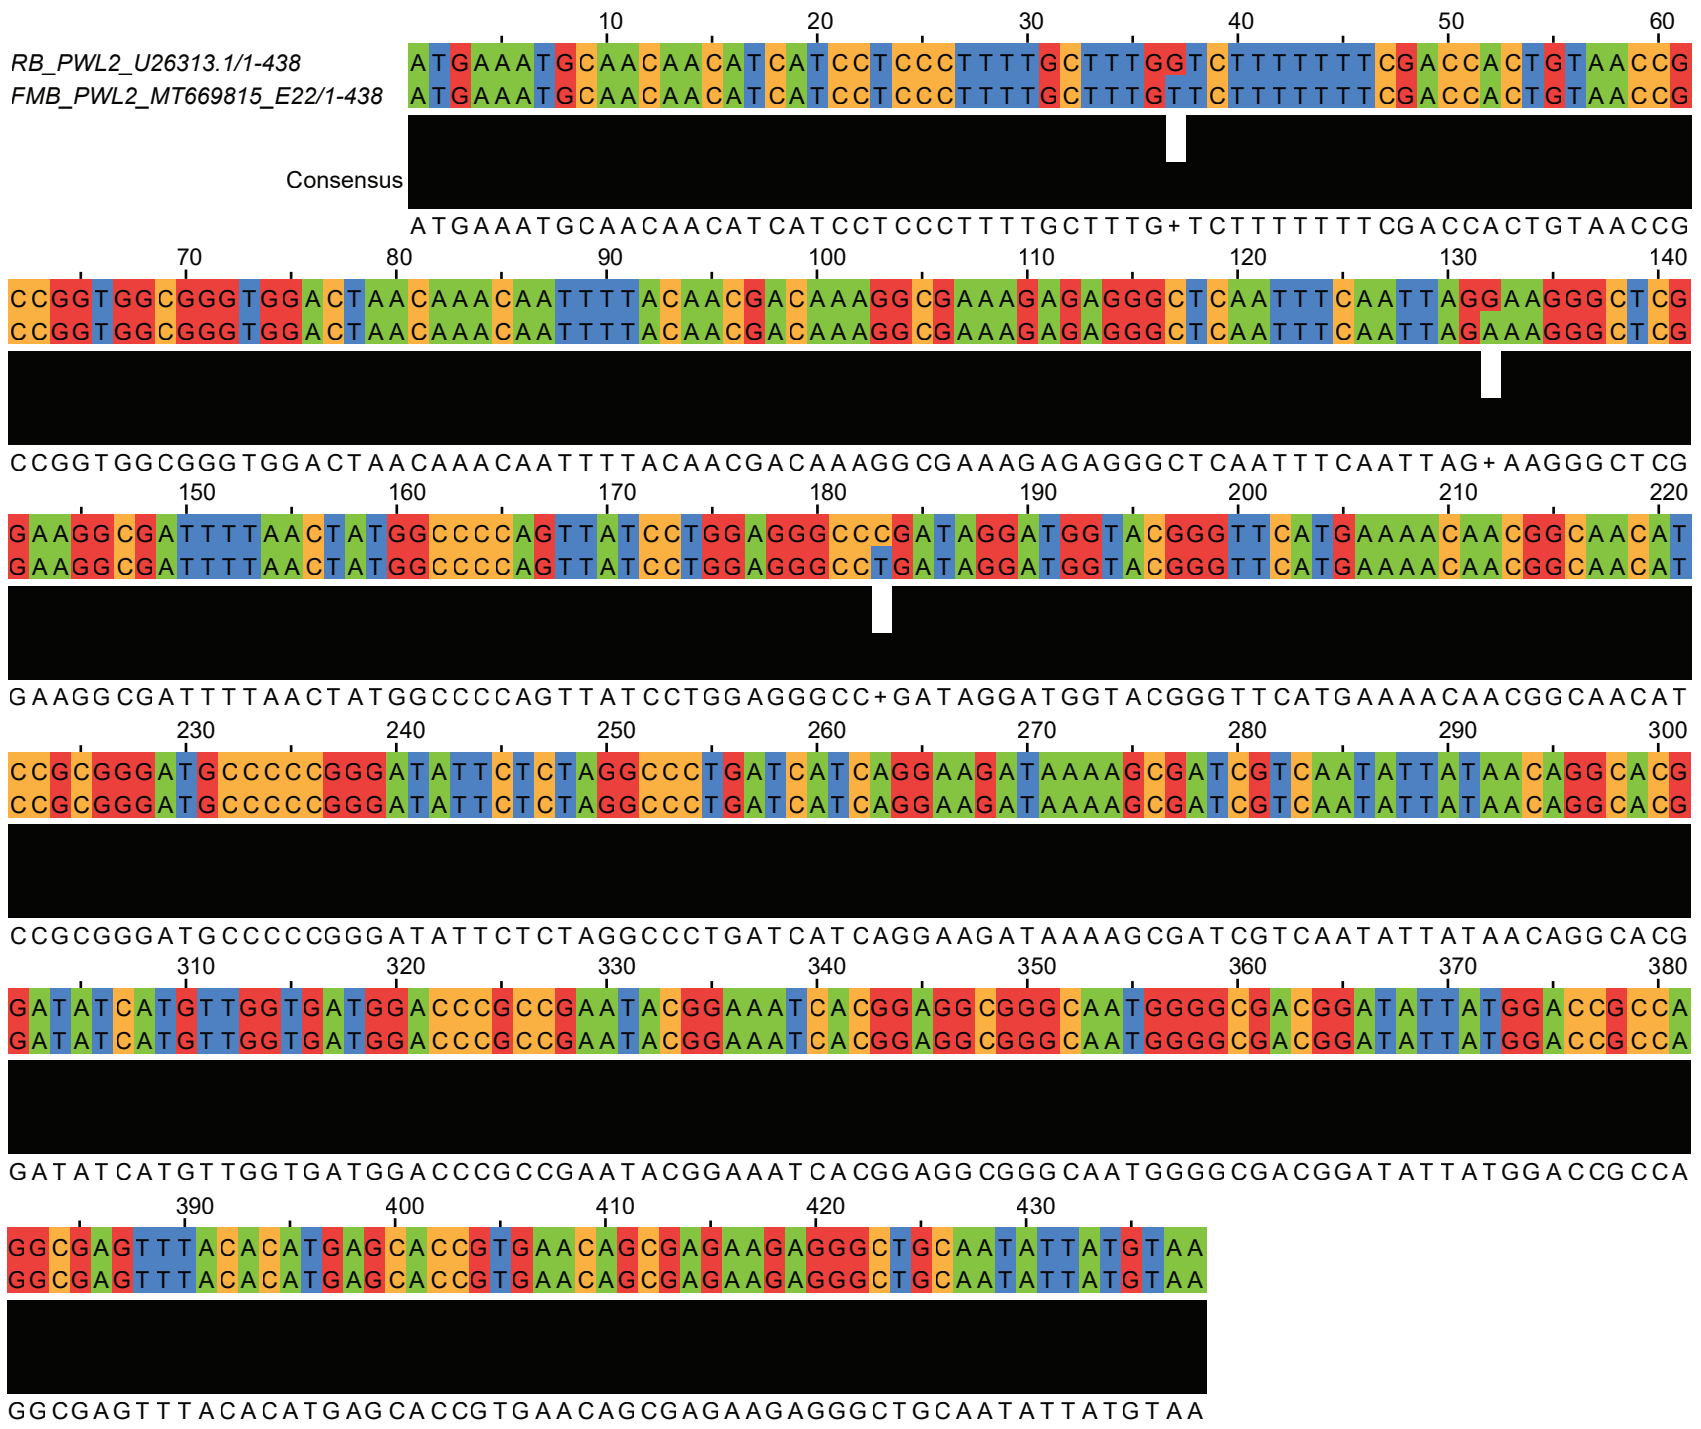 10 20 30 40 50 60
RB_PWL2_U26313.1/1-438 ATGAAATGCAACAACATCATCCTCCCTTTTGCTTTGGTCTTTTTTTCGACCACTGTAACCG
FMB_PWL2_MT669815_E22/1-438 ATGAAATGCAACAACATCATCCTCCCTTTTGCTTTGTTCTTTTTTTCGACCACTGTAACCG
Consensus
ATGAAATGCAACAACATCATCCTCCCTTTTGCTTTG+TCTTTTTTTCGACCACTGTAACCG
70 80 90 100 110 120 130 140
CCGGTGGCGGGTGGACTAACAAACAATTTTACAACGACAAAGGCGAAAGAGAGGGCTCAATTTCAATTAGGAAGGGCTCG
CCGGTGGCGGGTGGACTAACAAACAATTTTACAACGACAAAGGCGAAAGAGAGGGCTCAATTTCAATTAGAAAGGGCTCG
CCGGTGGCGGGTGGACTAACAAACAATTTTACAACGACAAAGGCGAAAGAGAGGGCTCAATTTCAATTAG+AAGGGCTCG
150 160 170 180 190 200 210 220
GAAGGCGATTTTAACTATGGCCCCAGTTATCCTGGAGGGCCCGATAGGATGGTACGGGTTCATGAAAACAACGGCAACAT
GAAGGCGATTTTAACTATGGCCCCAGTTATCCTGGAGGGCCTGATAGGATGGTACGGGTTCATGAAAACAACGGCAACAT
GAAGGCGATTTTAACTATGGCCCCAGTTATCCTGGAGGGCC+GATAGGATGGTACGGGTTCATGAAAACAACGGCAACAT
230 240 250 260 270 280 290 300
CCGCGGGATGCCCCCGGGATATTCTCTAGGCCCTGATCATCAGGAAGATAAAAGCGATCGTCAATATTATAACAGGCACG
CCGCGGGATGCCCCCGGGATATTCTCTAGGCCCTGATCATCAGGAAGATAAAAGCGATCGTCAATATTATAACAGGCACG
CCGCGGGATGCCCCCGGGATATTCTCTAGGCCCTGATCATCAGGAAGATAAAAGCGATCGTCAATATTATAACAGGCACG
310 320 330 340 350 360 370 380
GATATCATGTTGGTGATGGACCCGCCGAATACGGAAATCACGGAGGCGGGCAATGGGGCGACGGATATTATGGACCGCCA
GATATCATGTTGGTGATGGACCCGCCGAATACGGAAATCACGGAGGCGGGCAATGGGGCGACGGATATTATGGACCGCCA
GATATCATGTTGGTGATGGACCCGCCGAATACGGAAATCACGGAGGCGGGCAATGGGGCGACGGATATTATGGACCGCCA
390 400 410 420 430
GGCGAGTTTACACATGAGCACCGTGAACAGCGAGAAGAGGGCTGCAATATTATGTAA
GGCGAGTTTACACATGAGCACCGTGAACAGCGAGAAGAGGGCTGCAATATTATGTAA
GGCGAGTTTACACATGAGCACCGTGAACAGCGAGAAGAGGGCTGCAATATTATGTAA